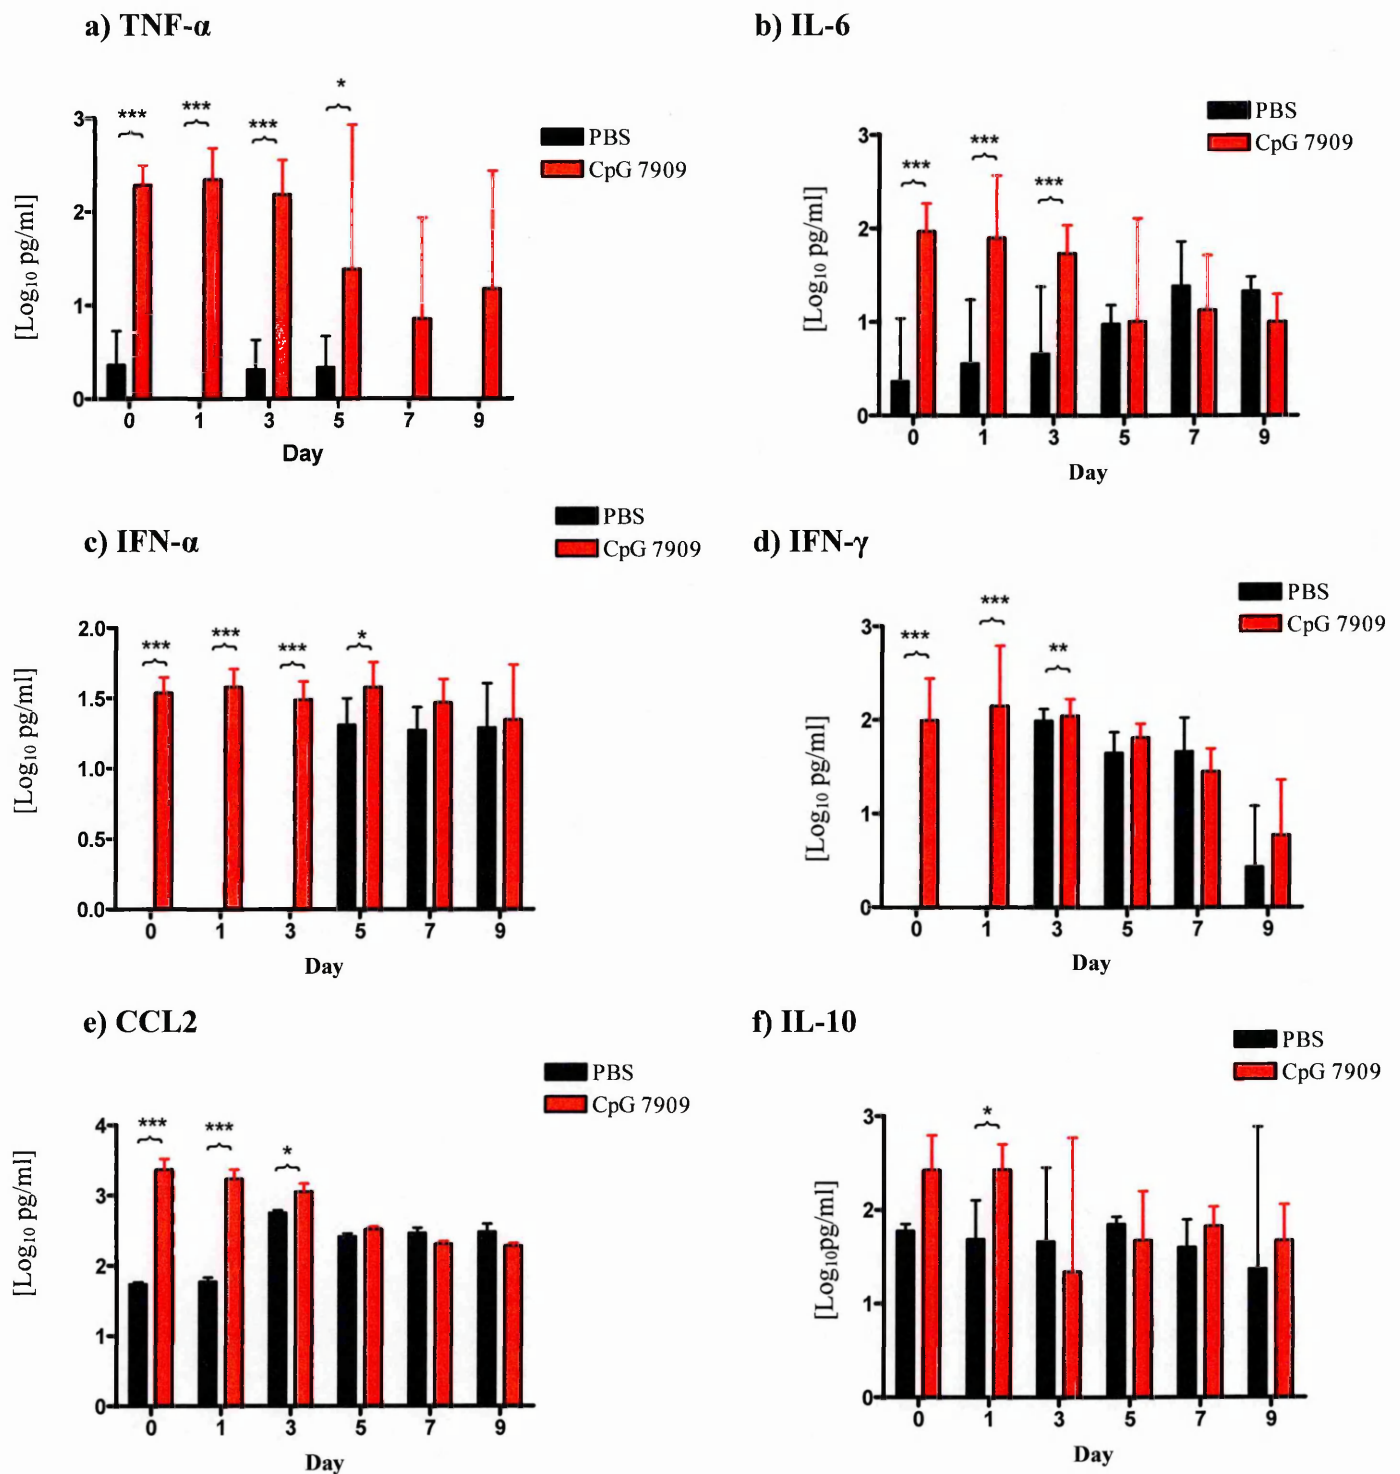 a) TNF-α
***
***
***
*
PBS
CpG 7909
[Log₁₀ pg/ml]
3
2
1
0
0 1 3 5 7 9
Day
b) IL-6
***
***
***
PBS
CpG 7909
[Log₁₀ pg/ml]
3
2
1
0
0 1 3 5 7 9
Day
c) IFN-α
PBS
CpG 7909
***
***
***
*
[Log₁₀ pg/ml]
2.0
1.5
1.0
0.5
0.0
0 1 3 5 7 9
Day
d) IFN-γ
PBS
CpG 7909
***
***
**
[Log₁₀ pg/ml]
3
2
1
0
0 1 3 5 7 9
Day
e) CCL2
PBS
CpG 7909
***
***
*
[Log₁₀ pg/ml]
4
3
2
1
0
0 1 3 5 7 9
Day
f) IL-10
PBS
CpG 7909
*
[Log₁₀pg/ml]
3
2
1
0
0 1 3 5 7 9
Day